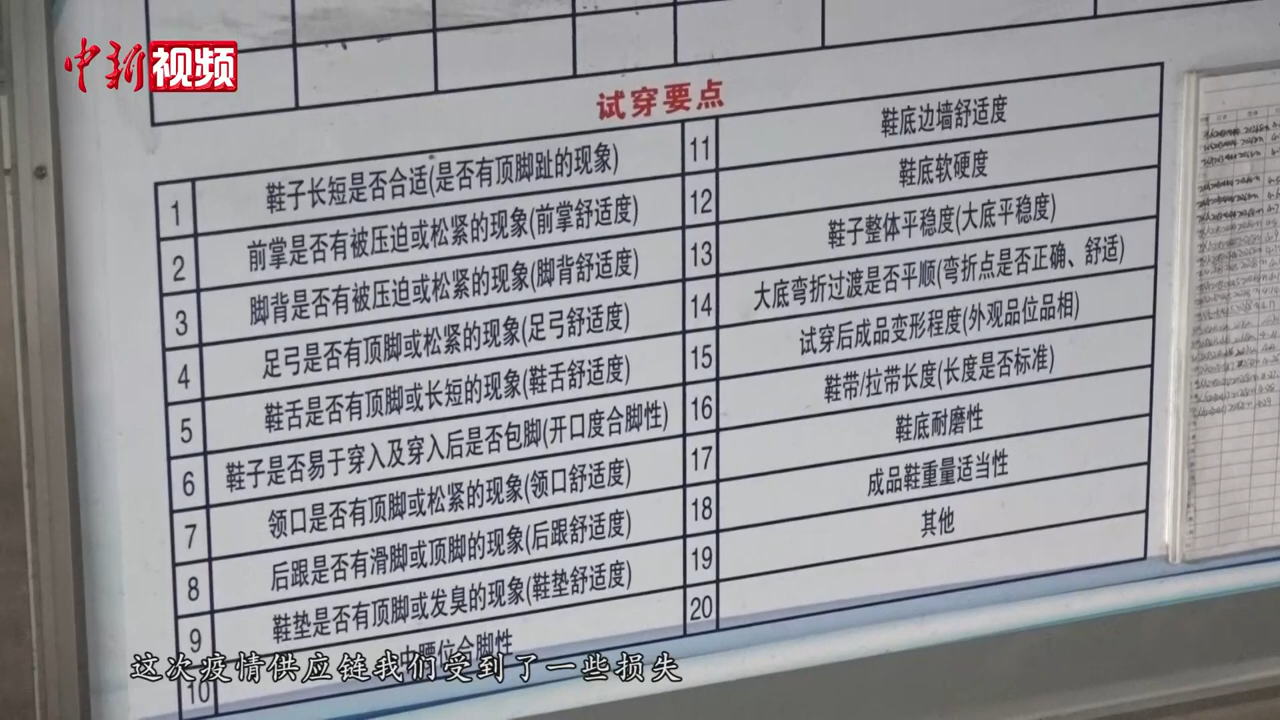 中新视频
试穿要点
1 鞋子长短是否合适(是否有顶脚趾的现象)
2 前掌是否有被压迫或松紧的现象(前掌舒适度)
3 脚背是否有被压迫或松紧的现象(脚背舒适度)
4 足弓是否有顶脚或松紧的现象(足弓舒适度)
5 鞋舌是否有顶脚或长短的现象(鞋舌舒适度)
6 鞋子是否易于穿入及穿入后是否包脚(开口度合脚性)
7 领口是否有顶脚或松紧的现象(领口舒适度)
8 后跟是否有滑脚或顶脚的现象(后跟舒适度)
9 鞋垫是否有顶脚或发臭的现象(鞋垫舒适度)
10 中腰位合脚性
11 鞋底边墙舒适度
12 鞋底软硬度
13 鞋子整体平稳度(大底平稳度)
14 大底弯折过渡是否平顺(弯折点是否正确、舒适)
15 试穿后成品变形程度(外观品位品相)
16 鞋带/拉带长度(长度是否标准)
17 鞋底耐磨性
18 成品鞋重量适当性
19 其他
20
这次疫情供应链我们受到了一些损失